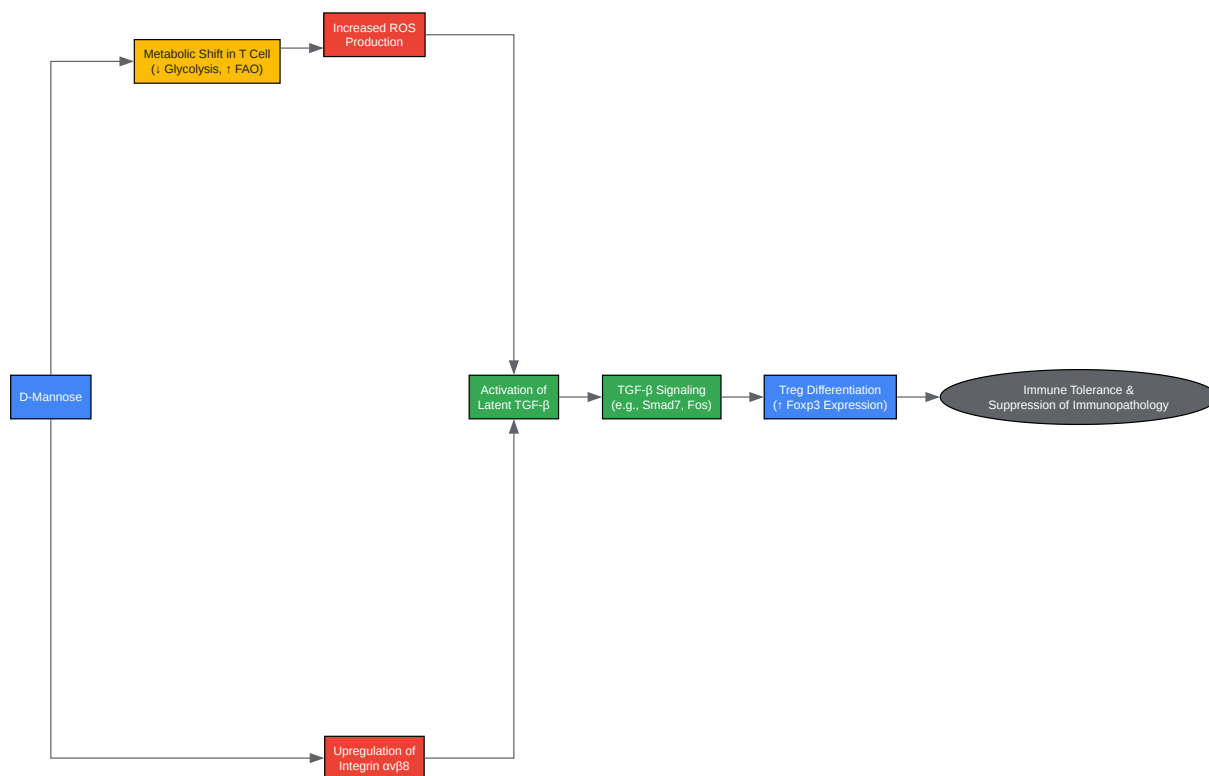 Increased ROS
Production
Metabolic Shift in T Cell
(↓ Glycolysis, ↑ FAO)
D-Mannose
Activation of
Latent TGF-β
TGF-β Signaling
(e.g., Smad7, Fos)
Treg Differentiation
(↑ Foxp3 Expression)
Immune Tolerance &
Suppression of Immunopathology
Upregulation of
Integrin αvβ8